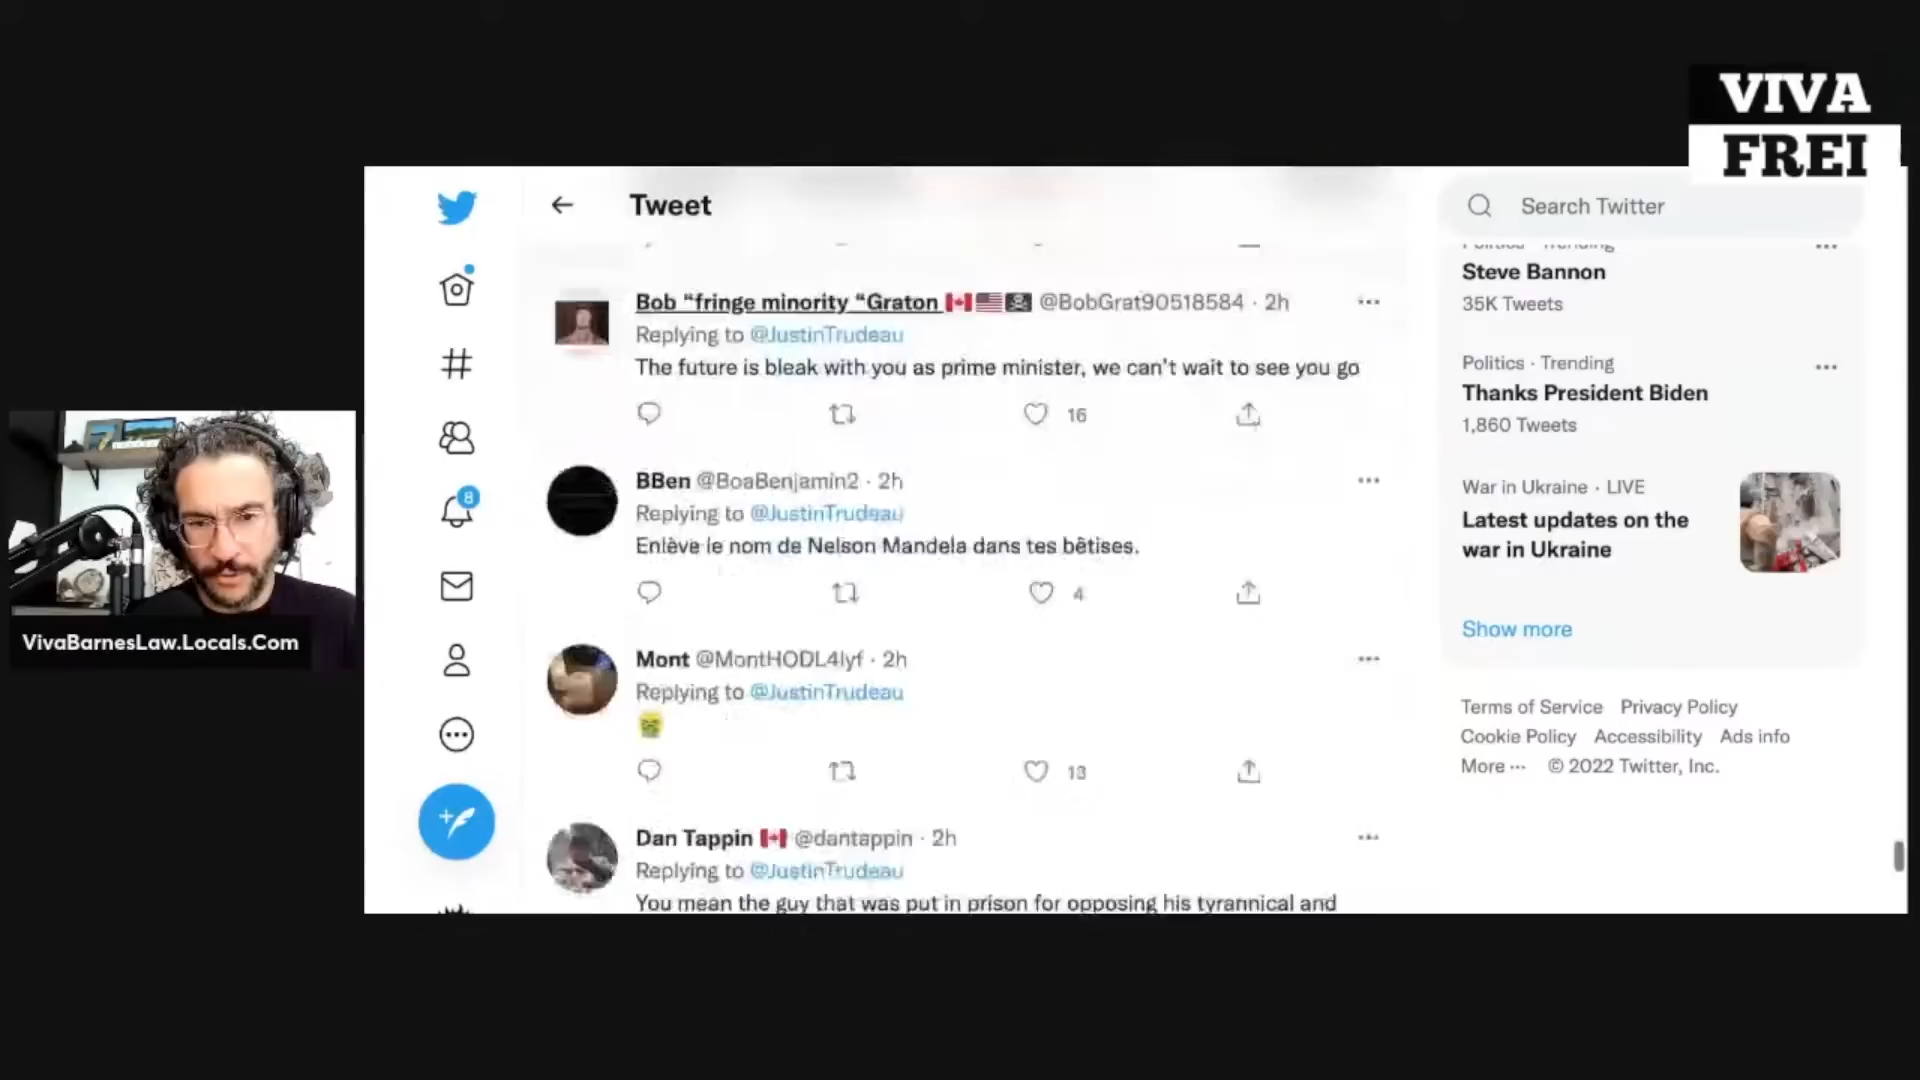 VIVA
FREI
Tweet
Search Twitter
Bob “fringe minority “Graton @BobGrat90518584 · 2h
Replying to @JustinTrudeau
The future is bleak with you as prime minister, we can't wait to see you go
16
BBen @BoaBenjamin2 · 2h
Replying to @JustinTrudeau
Enlève le nom de Nelson Mandela dans tes bêtises.
4
Mont @MontHODL4lyf · 2h
Replying to @JustinTrudeau
13
Dan Tappin @dantappin · 2h
Replying to @JustinTrudeau
You mean the guy that was put in prison for opposing his tyrannical and
Politics · Trending
Steve Bannon
35K Tweets
Politics · Trending
Thanks President Biden
1,860 Tweets
War in Ukraine · LIVE
Latest updates on the
war in Ukraine
Show more
Terms of Service Privacy Policy
Cookie Policy Accessibility Ads info
More ··· © 2022 Twitter, Inc.
8
VivaBarnesLaw.Locals.Com